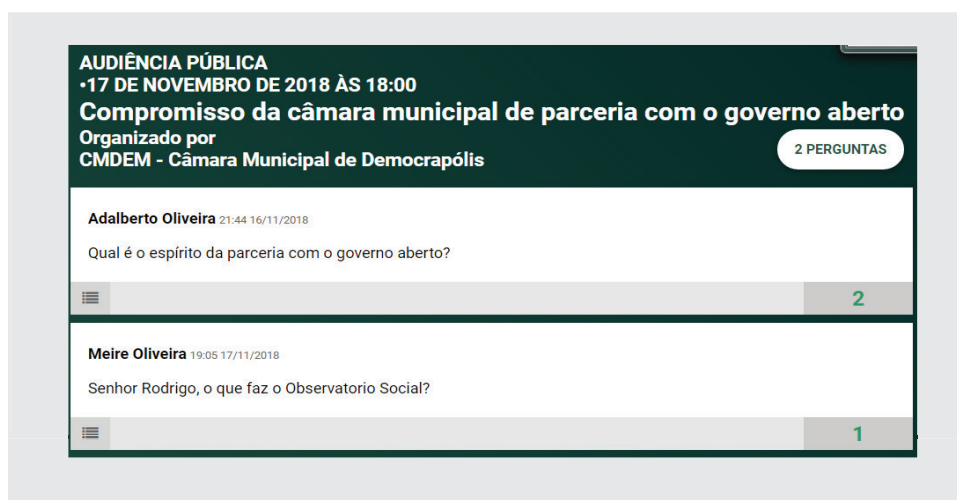 AUDIÊNCIA PÚBLICA
•17 DE NOVEMBRO DE 2018 ÀS 18:00
Compromisso da câmara municipal de parceria com o governo aberto
Organizado por
CMDEM - Câmara Municipal de Democrapólis
2 PERGUNTAS
Adalberto Oliveira 21:44 16/11/2018
Qual é o espírito da parceria com o governo aberto?
2
Meire Oliveira 19:05 17/11/2018
Senhor Rodrigo, o que faz o Observatorio Social?
1